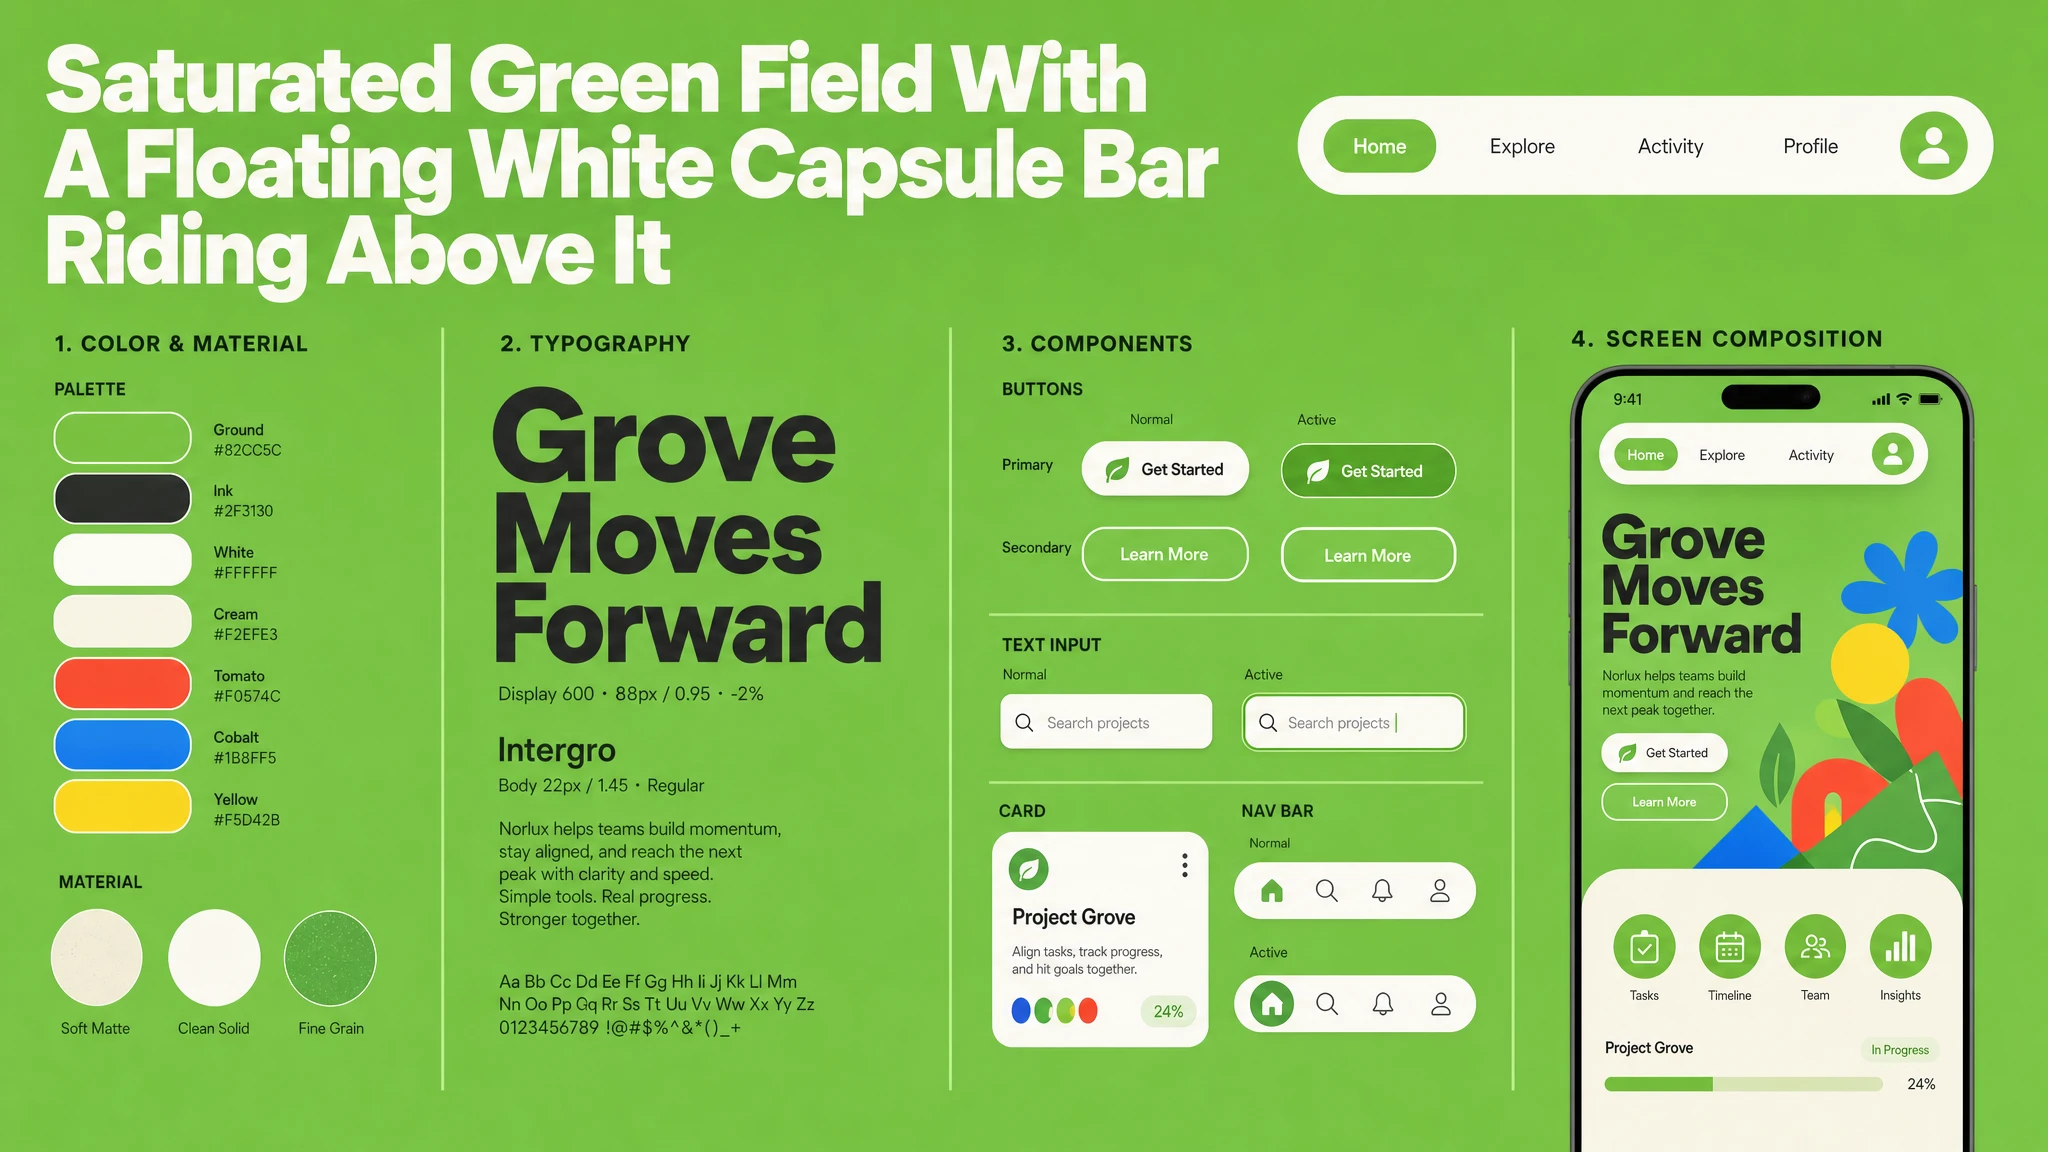 Saturated Green Field With
A Floating White Capsule Bar
Riding Above It
Home
Explore
Activity
Profile
1. COLOR & MATERIAL
PALETTE
Ground
#82CC5C
Ink
#2F3130
White
#FFFFFF
Cream
#F2EFE3
Tomato
#F0574C
Cobalt
#1B8FF5
Yellow
#F5D42B
MATERIAL
Soft Matte
Clean Solid
Fine Grain
2. TYPOGRAPHY
Grove
Moves
Forward
Display 600 • 88px / 0.95 • -2%
Intergro
Body 22px / 1.45 • Regular
Norlux helps teams build momentum,
stay aligned, and reach the next
peak with clarity and speed.
Simple tools. Real progress.
Stronger together.
Aa Bb Cc Dd Ee Ff Gg Hh Ii Jj Kk Ll Mm
Nn Oo Pp Gq Rr Ss Tt Uu Vv Ww Xx Yy Zz
0123456789 !@#$%^&*()_+
3. COMPONENTS
BUTTONS
Normal
Active
Primary
Get Started
Get Started
Secondary
Learn More
Learn More
TEXT INPUT
Normal
Active
Search projects
Search projects
CARD
Project Grove
Align tasks, track progress,
and hit goals together.
24%
NAV BAR
Normal
Active
4. SCREEN COMPOSITION
9:41
Home
Explore
Activity
Grove
Moves
Forward
Norlux helps teams build
momentum and reach the
next peak together.
Get Started
Learn More
Tasks
Timeline
Team
Insights
Project Grove
In Progress
24%